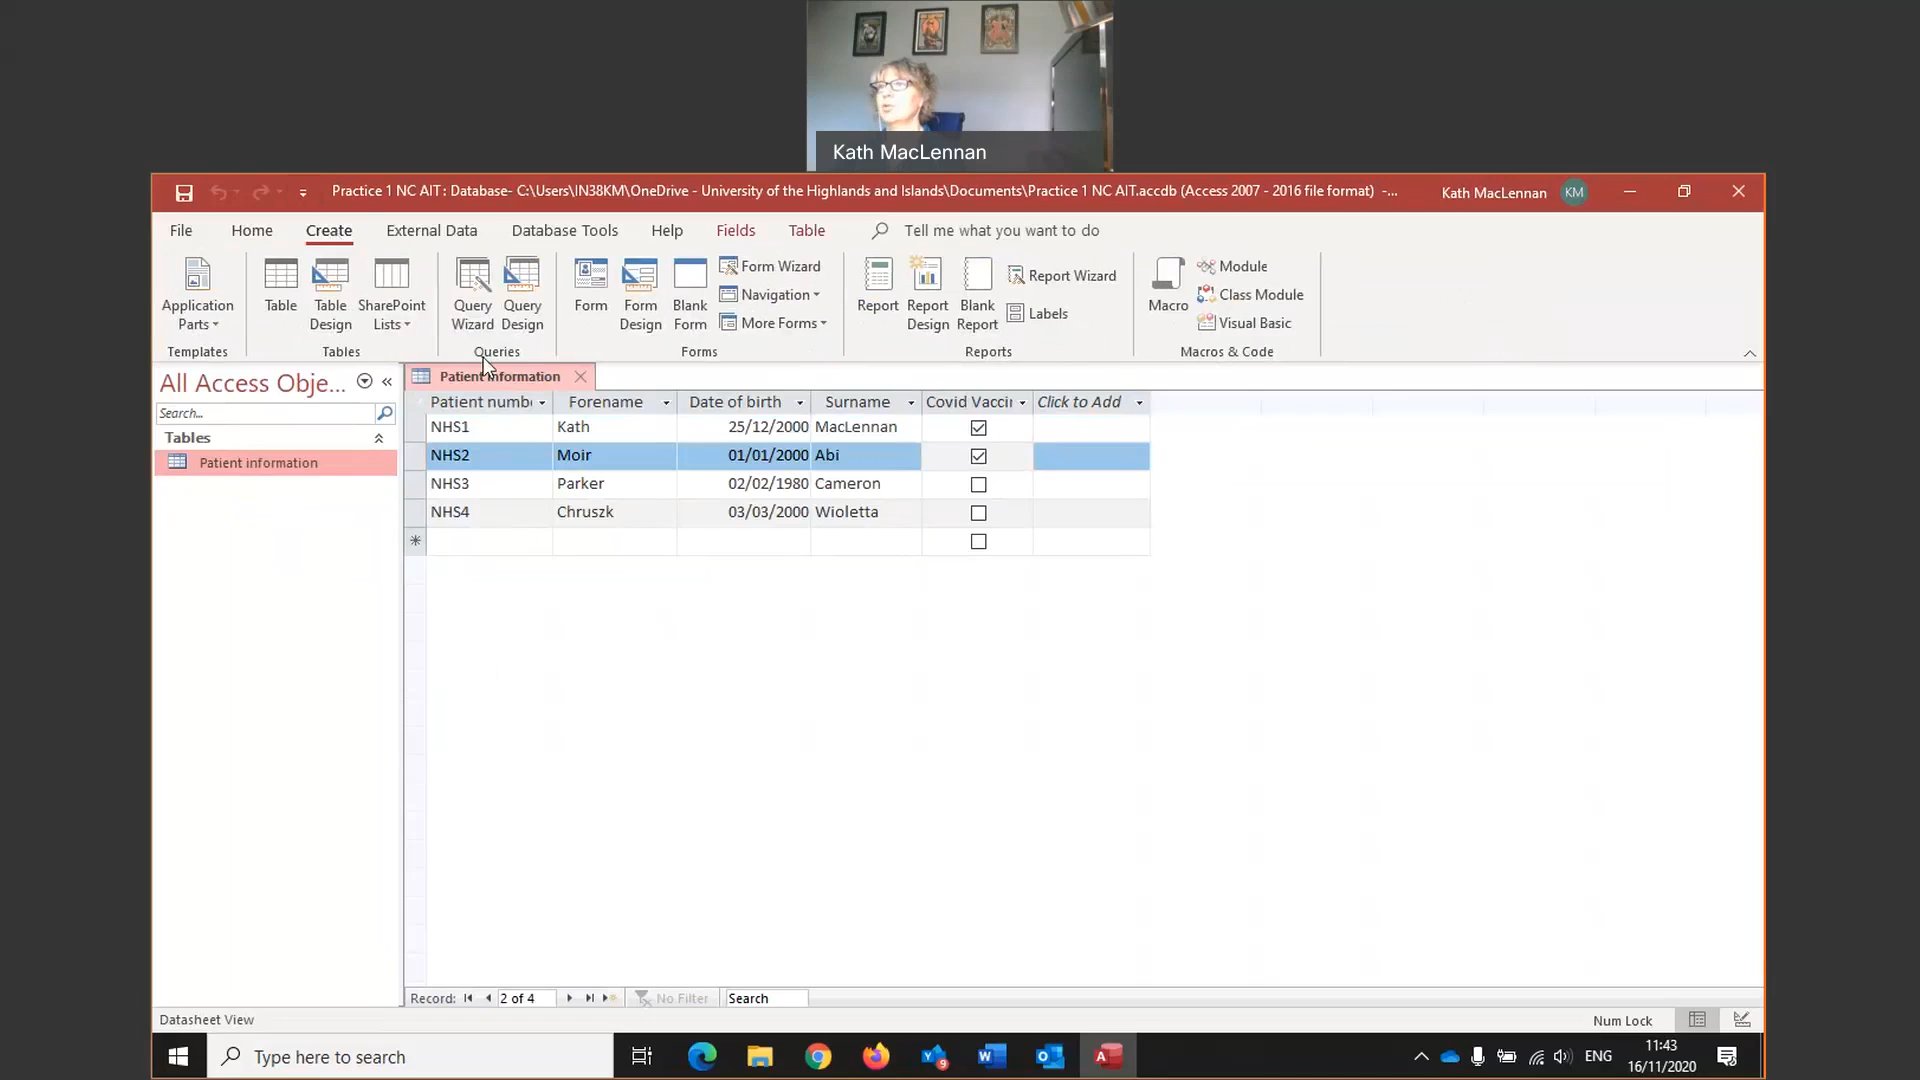 Kath MacLennan
Practice 1 NC AIT : Database- C:\Users\IN38KM\OneDrive - University of the Highlands and Islands\Documents\Practice 1 NC AIT.accdb (Access 2007 - 2016 file format) -... Kath MacLennan KM
File Home Create External Data Database Tools Help Fields Table Tell me what you want to do
Application Parts
Table
Table Design
SharePoint Lists
Query Wizard
Query Design
Form
Form Design
Blank Form
Form Wizard
Navigation
More Forms
Report
Report Design
Blank Report
Report Wizard
Labels
Macro
Module
Class Module
Visual Basic
Templates Tables Queries Forms Reports Macros & Code
All Access Obje...
Search...
Tables
Patient information
Patient information
Patient numb Forename Date of birth Surname Covid Vacci Click to Add
NHS1 Kath 25/12/2000 MacLennan
NHS2 Moir 01/01/2000 Abi
NHS3 Parker 02/02/1980 Cameron
NHS4 Chruszk 03/03/2000 Wioletta
Record: 2 of 4 No Filter Search
Datasheet View Num Lock
Type here to search 9 ENG 11:43
16/11/2020